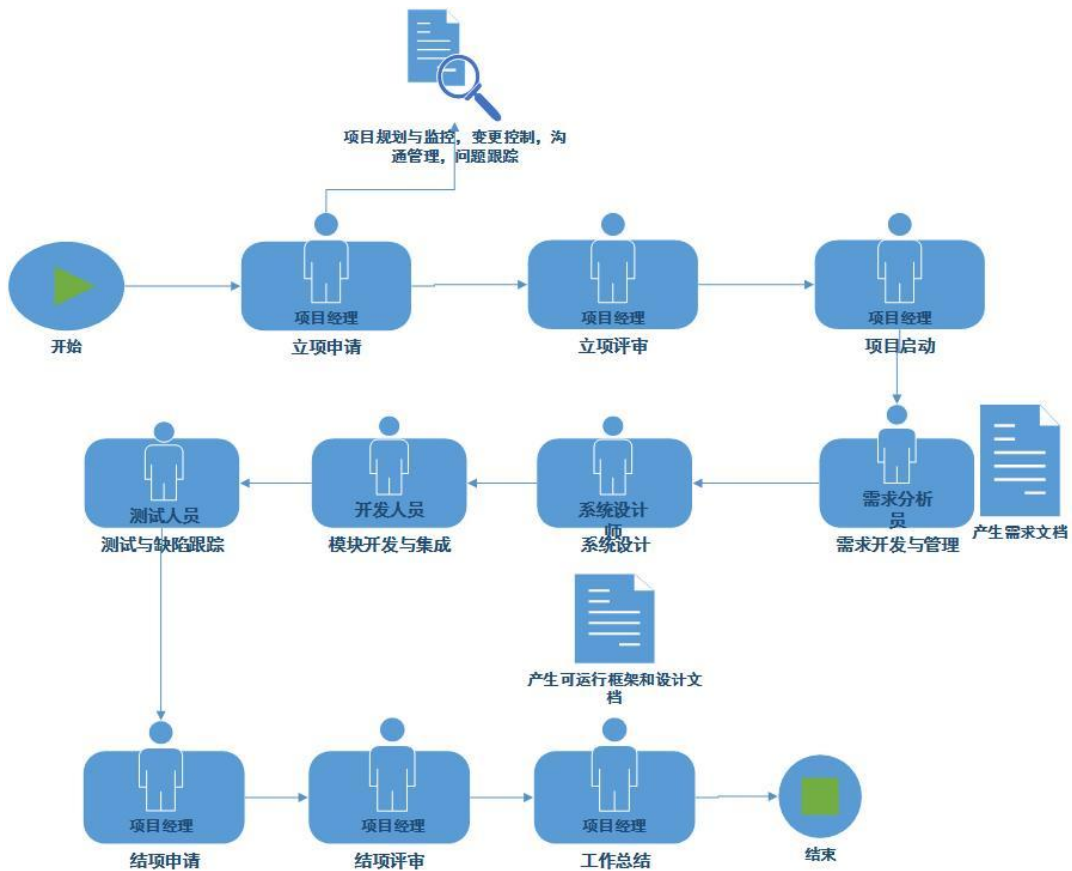 项目规划与监控，变更控制，沟
通管理，问题跟踪
项目经理
项目经理
项目经理
开始
立项申请
立项评审
项目启动
测试人员
开发人员
系统设计
师
需求分析
员
测试与缺陷跟踪
模块开发与集成
系统设计
需求开发与管理
产生需求文档
产生可运行框架和设计文
档
项目经理
项目经理
项目经理
结项申请
结项评审
工作总结
结束